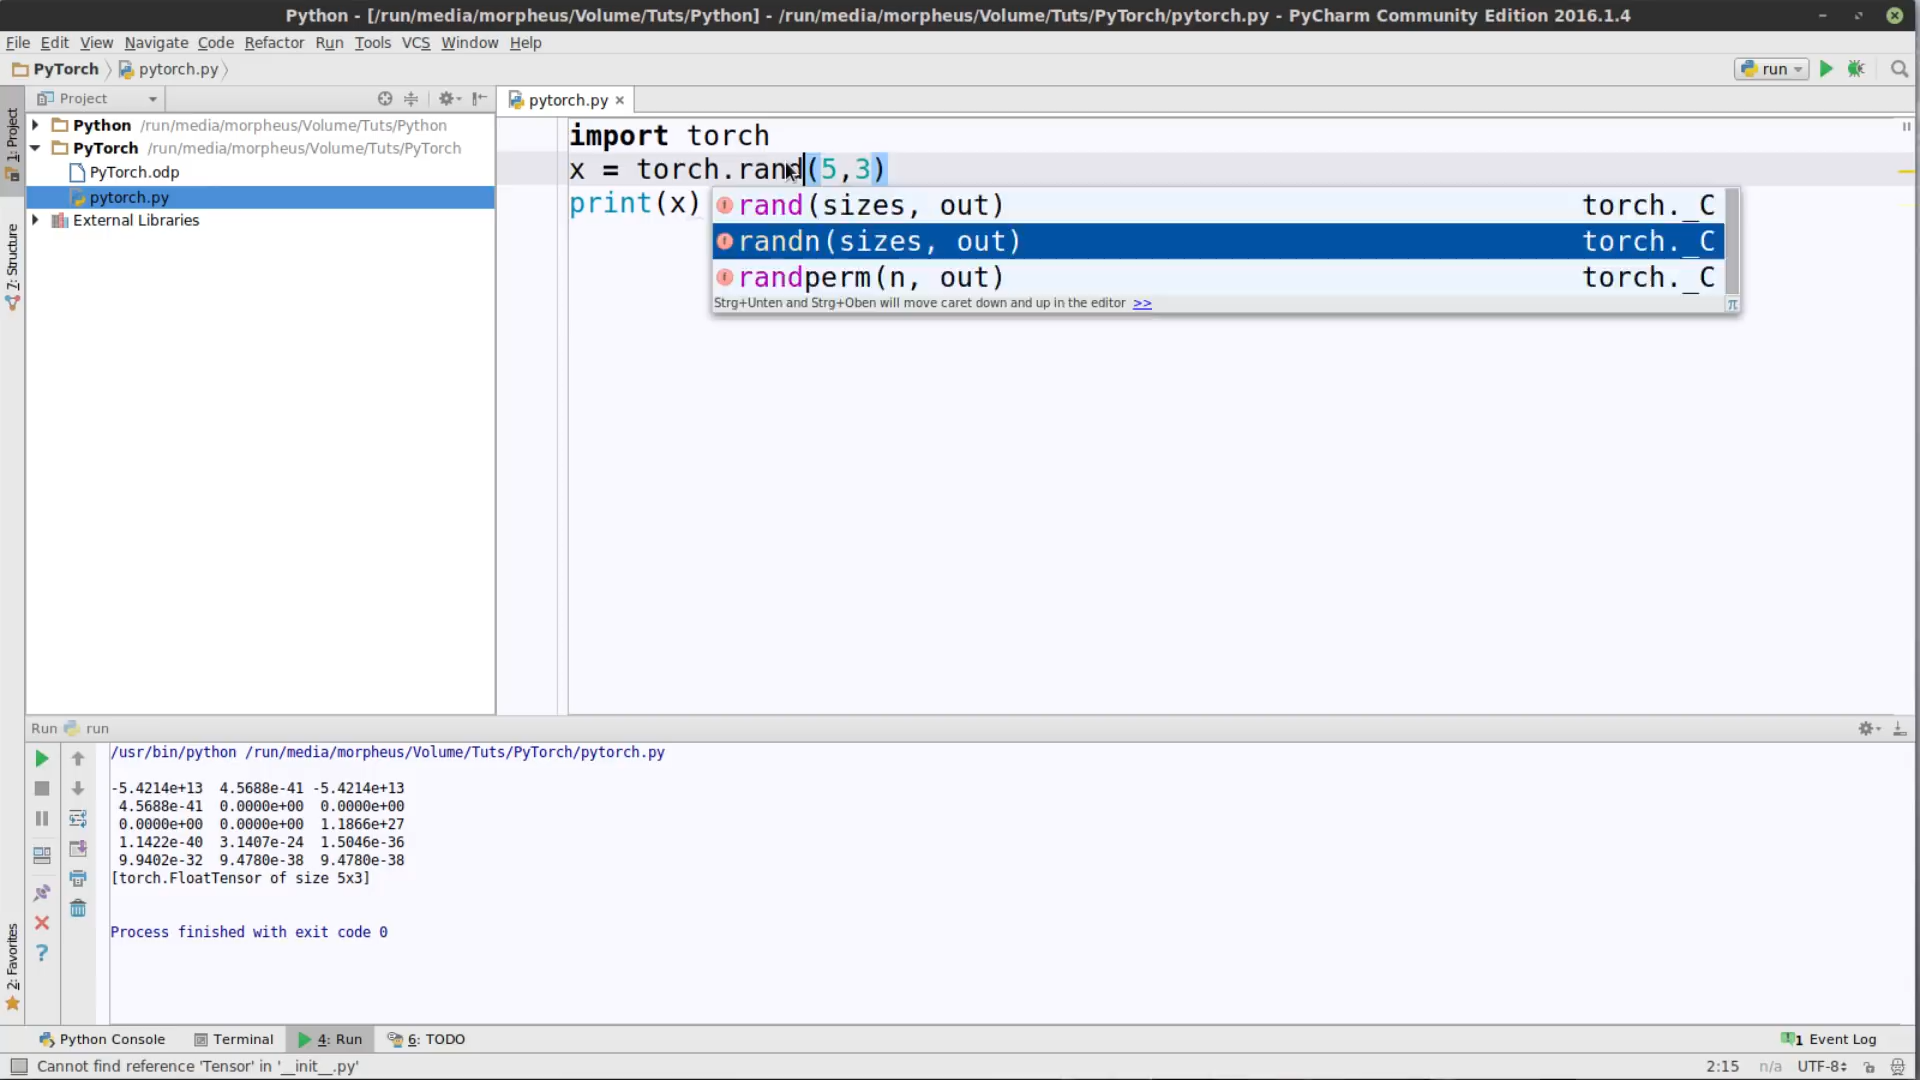 Python - [/run/media/morpheus/Volume/Tuts/Python] - /run/media/morpheus/Volume/Tuts/PyTorch/pytorch.py - PyCharm Community Edition 2016.1.4
File Edit View Navigate Code Refactor Run Tools VCS Window Help
PyTorch pytorch.py run
Project pytorch.py
1: Project
Python /run/media/morpheus/Volume/Tuts/Python
PyTorch /run/media/morpheus/Volume/Tuts/PyTorch
PyTorch.odp
pytorch.py
External Libraries
7: Structure
import torch
x = torch.rand(5,3)
print(x)
rand(sizes, out) torch._C
randn(sizes, out) torch._C
randperm(n, out) torch._C
Strg+Unten and Strg+Oben will move caret down and up in the editor >> π
Run run
/usr/bin/python /run/media/morpheus/Volume/Tuts/PyTorch/pytorch.py
-5.4214e+13 4.5688e-41 -5.4214e+13
4.5688e-41 0.0000e+00 0.0000e+00
0.0000e+00 0.0000e+00 1.1866e+27
1.1422e-40 3.1407e-24 1.5046e-36
9.9402e-32 9.4780e-38 9.4780e-38
[torch.FloatTensor of size 5x3]
Process finished with exit code 0
2: Favorites
Python Console Terminal 4: Run 6: TODO 1 Event Log
Cannot find reference 'Tensor' in '__init__.py' 2:15 n/a UTF-8